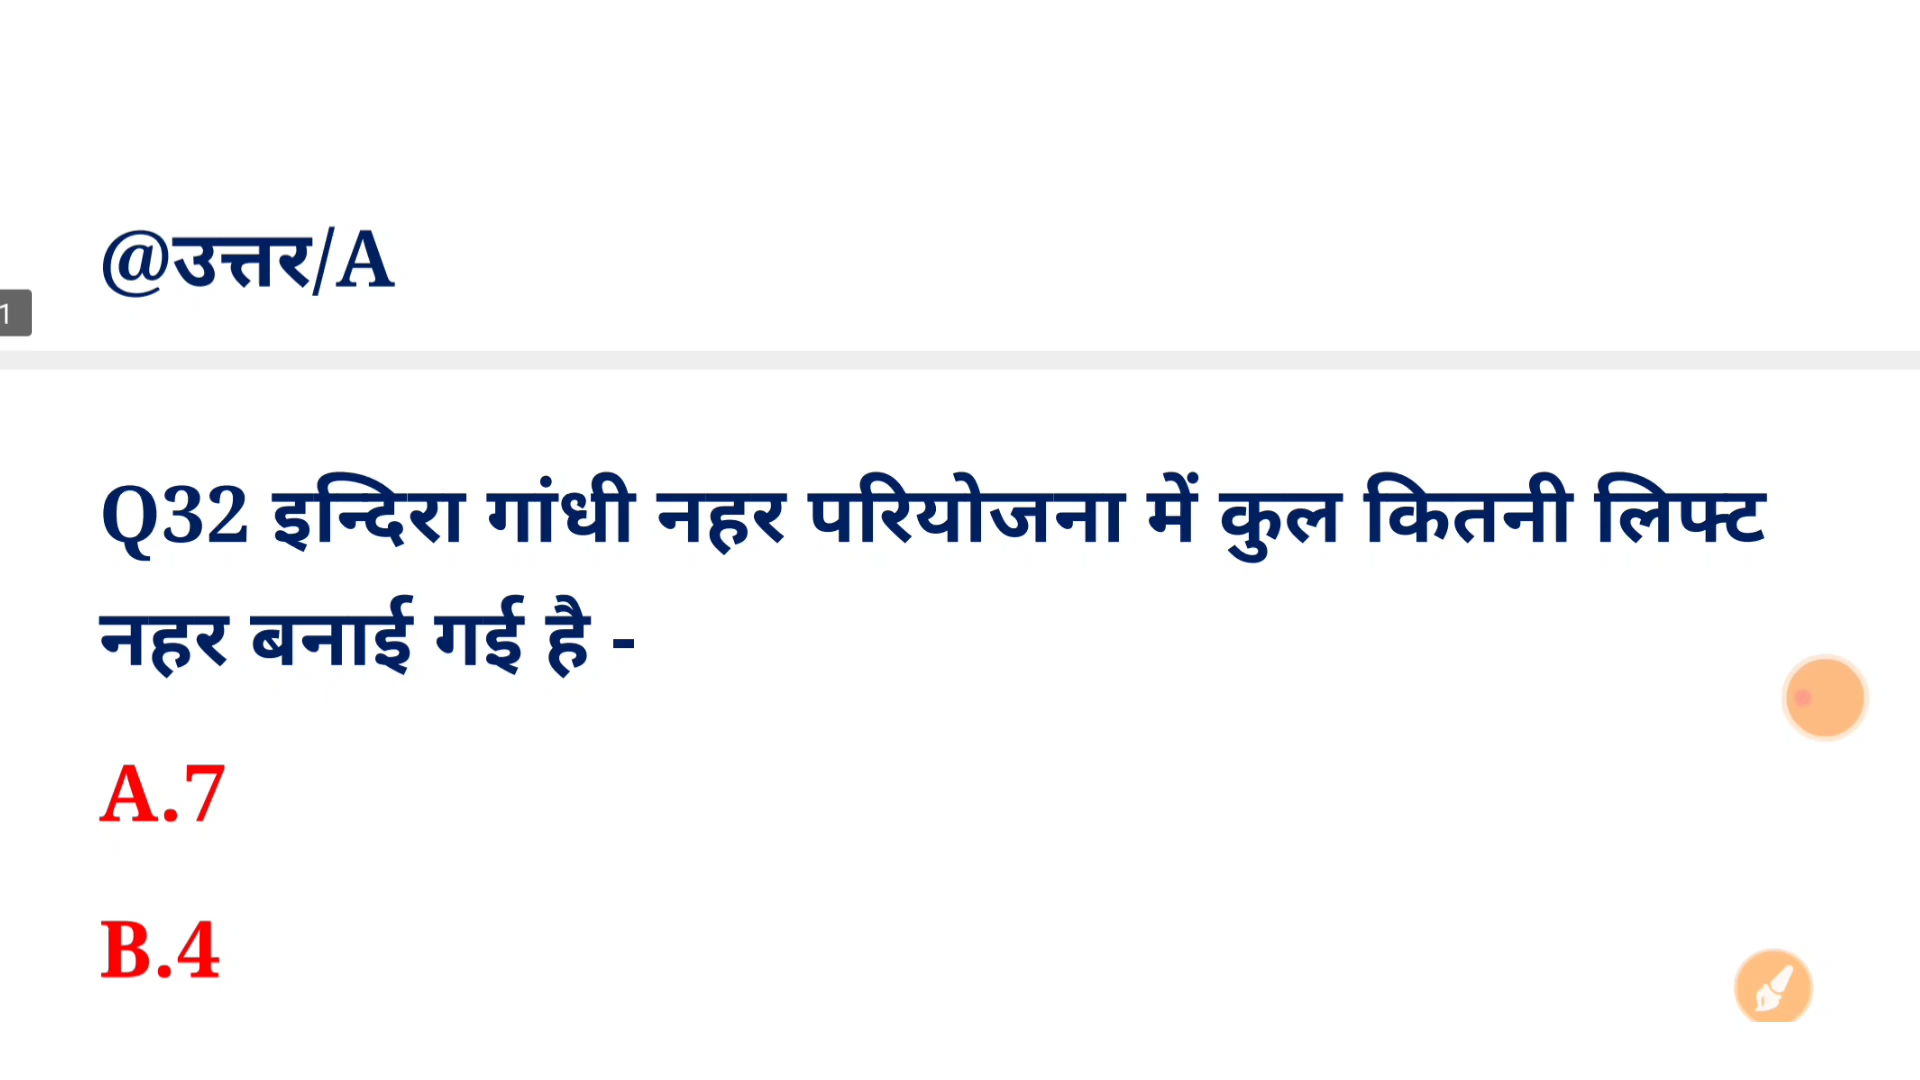 @उत्तर/A
1
Q32 इन्दिरा गांधी नहर परियोजना में कुल कितनी लिफ्ट
नहर बनाई गई है -
A.7
B.4